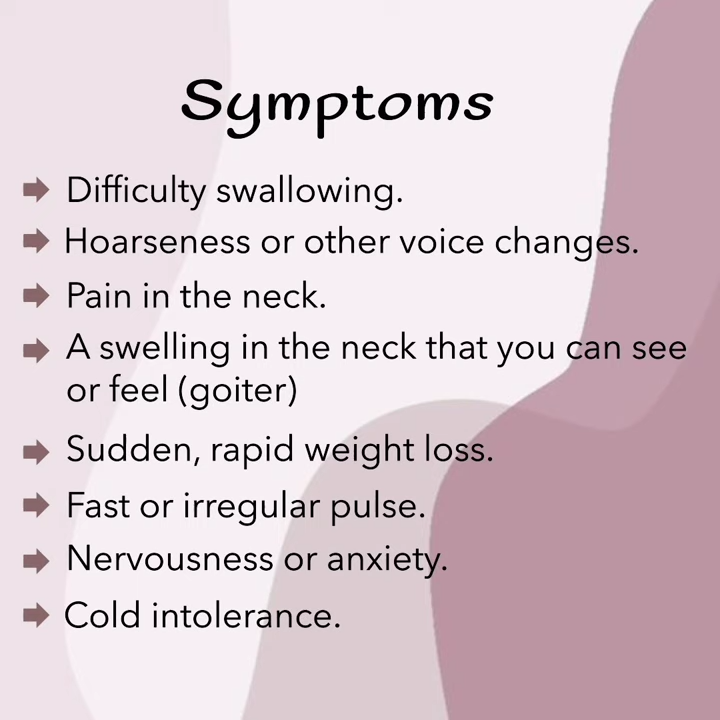 Symptoms
Difficulty swallowing.
Hoarseness or other voice changes.
Pain in the neck.
A swelling in the neck that you can see
or feel (goiter)
Sudden, rapid weight loss.
Fast or irregular pulse.
Nervousness or anxiety.
Cold intolerance.